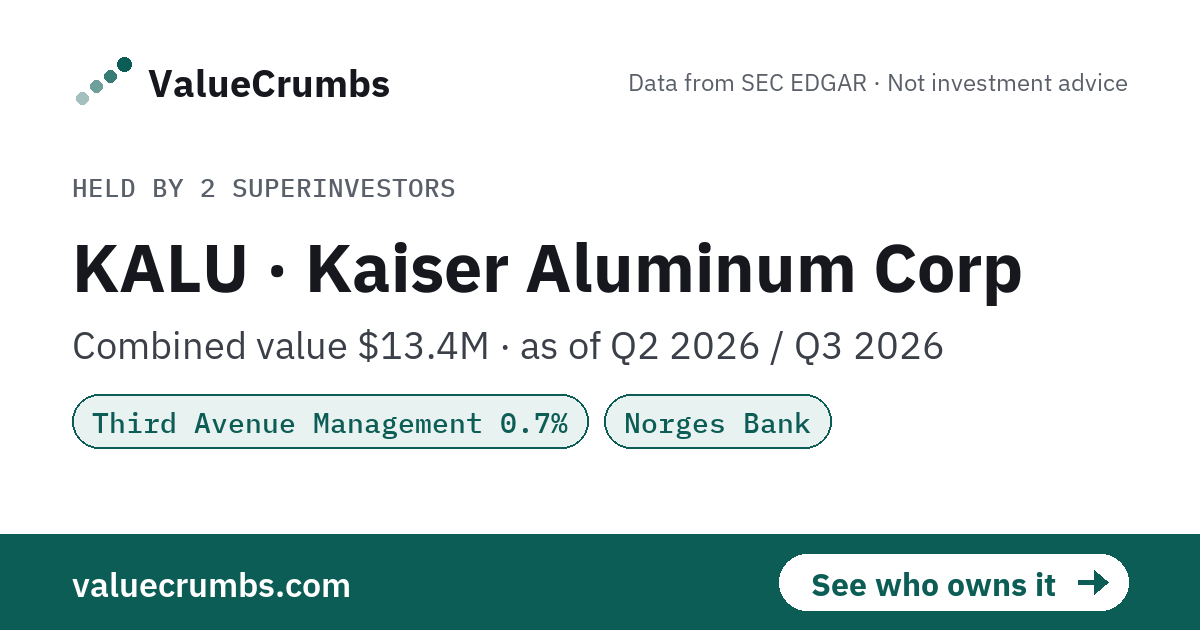 ValueCrumbs
Data from SEC EDGAR · Not investment advice
HELD BY 2 SUPERINVESTORS
KALU · Kaiser Aluminum Corp
Combined value $13.4M · as of Q2 2026 / Q3 2026
Third Avenue Management 0.7%
Norges Bank
valuecrumbs.com
See who owns it →